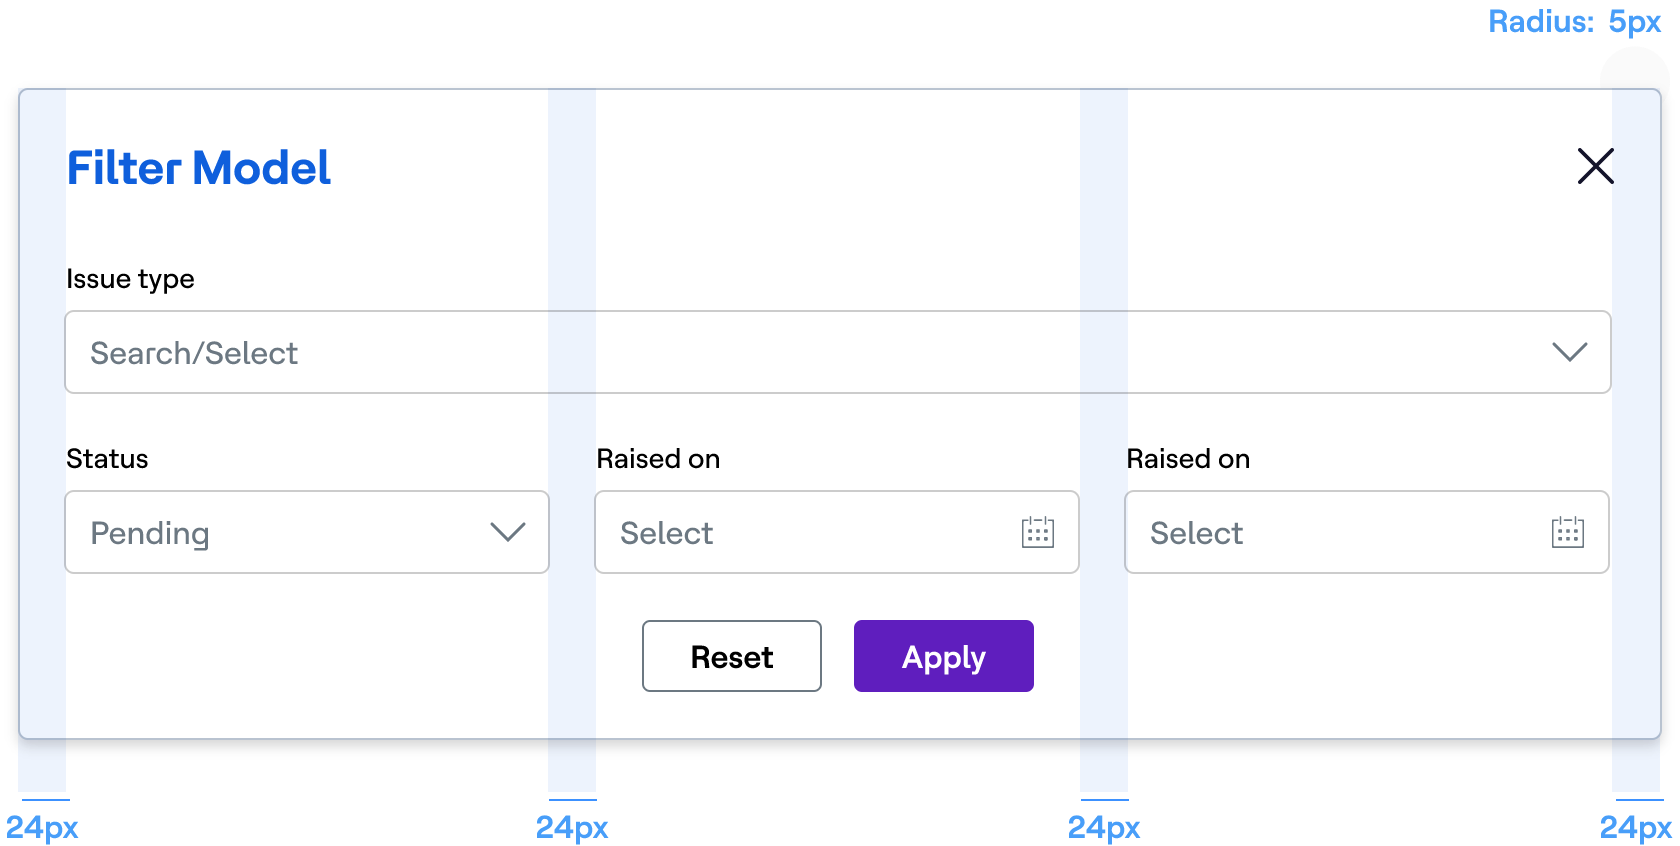 Radius: 5px
Filter Model
Issue type
Search/Select
Status
Raised on
Raised on
Pending
Select
Select
Reset
Apply
24px
24px
24px
24px